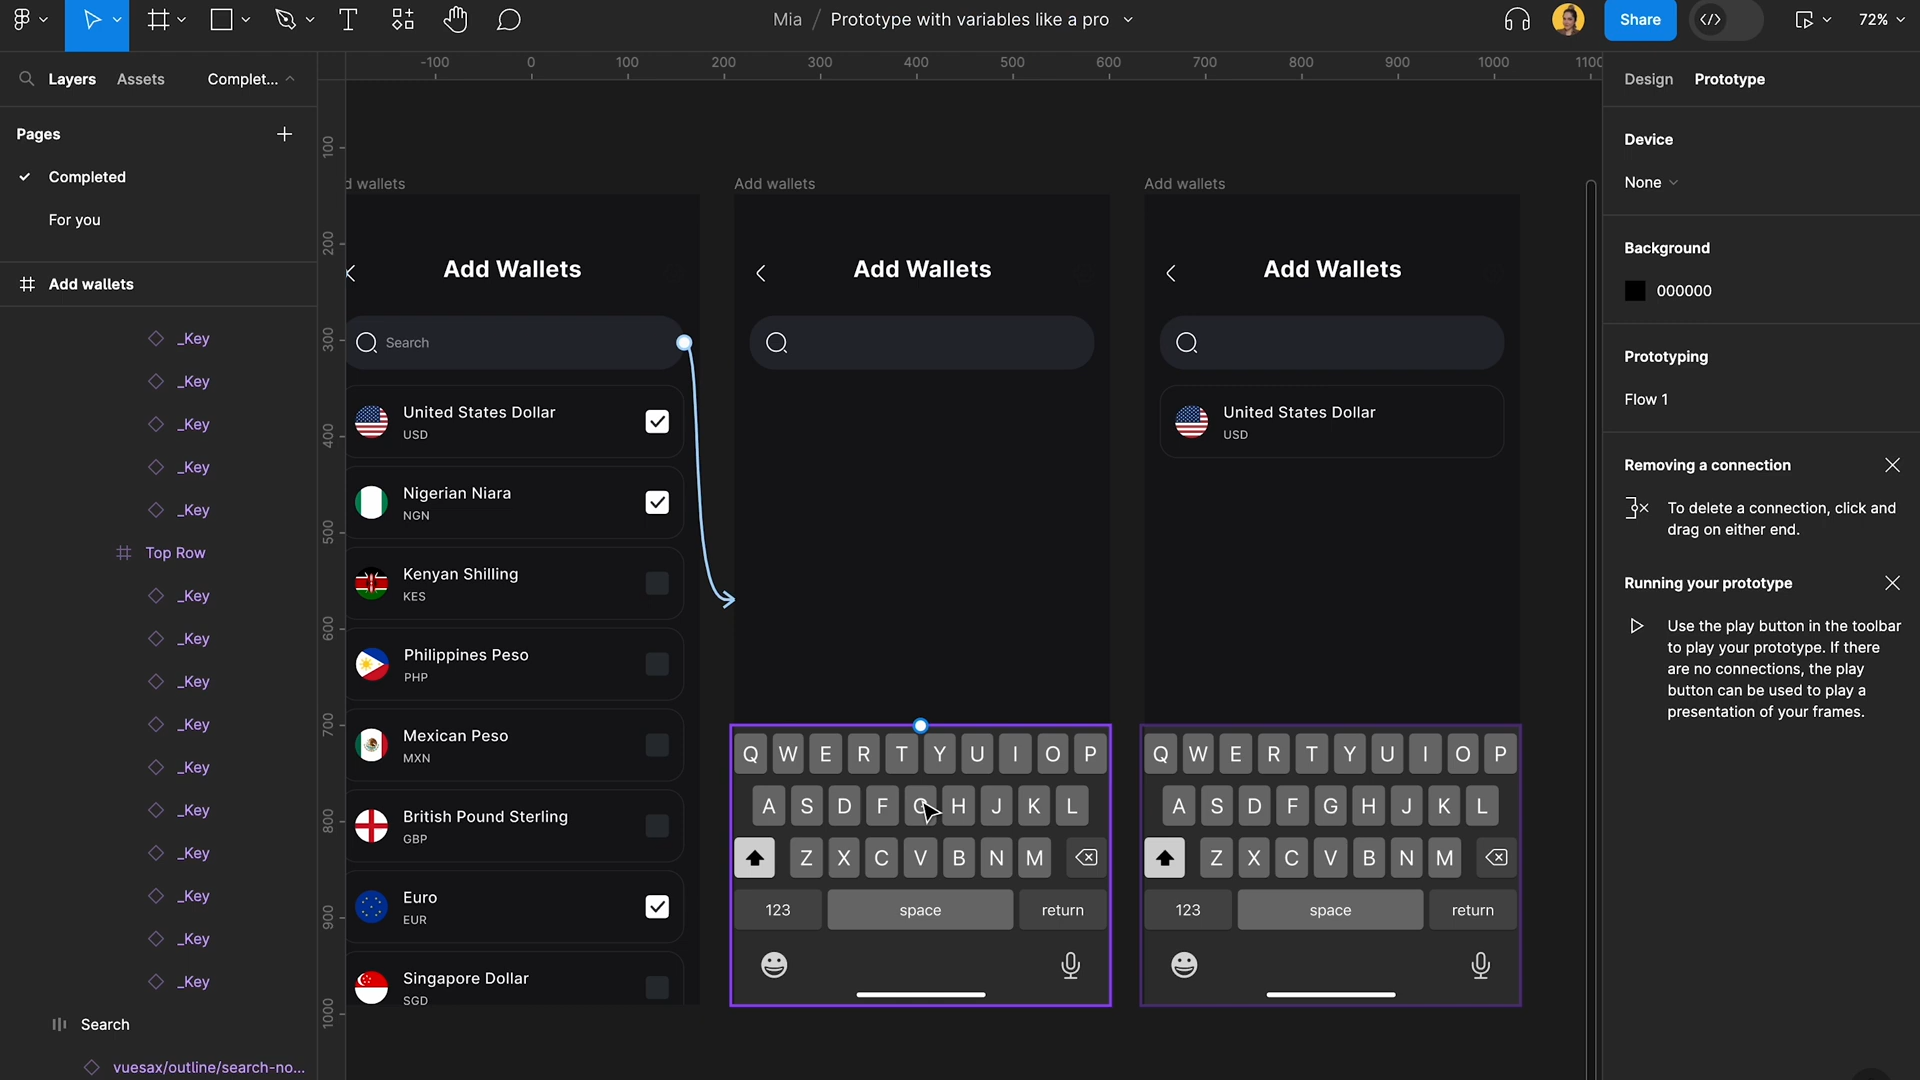 Mia / Prototype with variables like a pro
Share
72%
Layers
Assets
Complet...
Pages
Completed
For you
Add wallets
_Key
_Key
_Key
_Key
_Key
Top Row
_Key
_Key
_Key
_Key
_Key
_Key
_Key
_Key
_Key
_Key
Search
vuesax/outline/search-no...
-100 0 100 200 300 400 500 600 700 800 900 1000 1100
100
200
300
400
500
600
700
800
900
1000
d wallets
Add Wallets
Search
United States Dollar
USD
Nigerian Niara
NGN
Kenyan Shilling
KES
Philippines Peso
PHP
Mexican Peso
MXN
British Pound Sterling
GBP
Euro
EUR
Singapore Dollar
SGD
Add wallets
Add Wallets
Q W E R T Y U I O P
A S D F G H J K L
Z X C V B N M
123 space return
Add wallets
Add Wallets
United States Dollar
USD
Q W E R T Y U I O P
A S D F G H J K L
Z X C V B N M
123 space return
Design
Prototype
Device
None
Background
000000
Prototyping
Flow 1
Removing a connection
To delete a connection, click and
drag on either end.
Running your prototype
Use the play button in the toolbar
to play your prototype. If there
are no connections, the play
button can be used to play a
presentation of your frames.